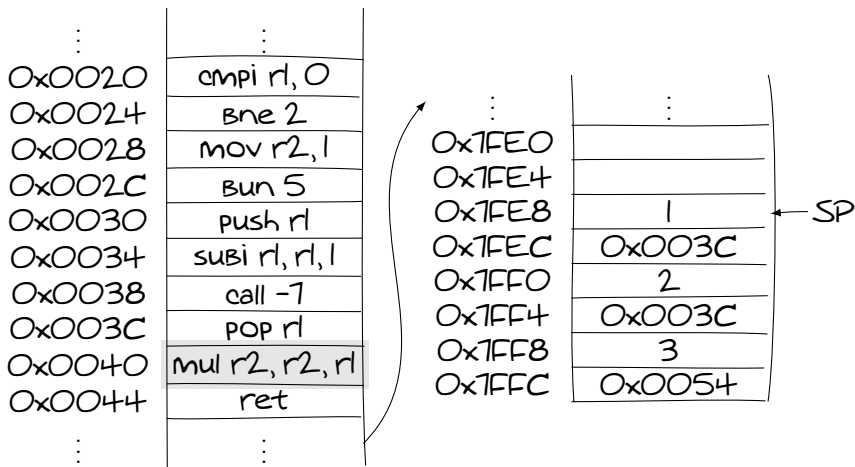 ⋮ ⋮
0x0020 cmpi r1, 0
0x0024 bne 2
0x0028 mov r2, 1
0x002C bun 5
0x0030 push r1
0x0034 subi r1, r1, 1
0x0038 call -7
0x003C pop r1
0x0040 mul r2, r2, r1
0x0044 ret
⋮ ⋮
⋮ ⋮
0x7FE0
0x7FE4
0x7FE8 1 SP
0x7FEC 0x003C
0x7FF0 2
0x7FF4 0x003C
0x7FF8 3
0x7FFC 0x0054